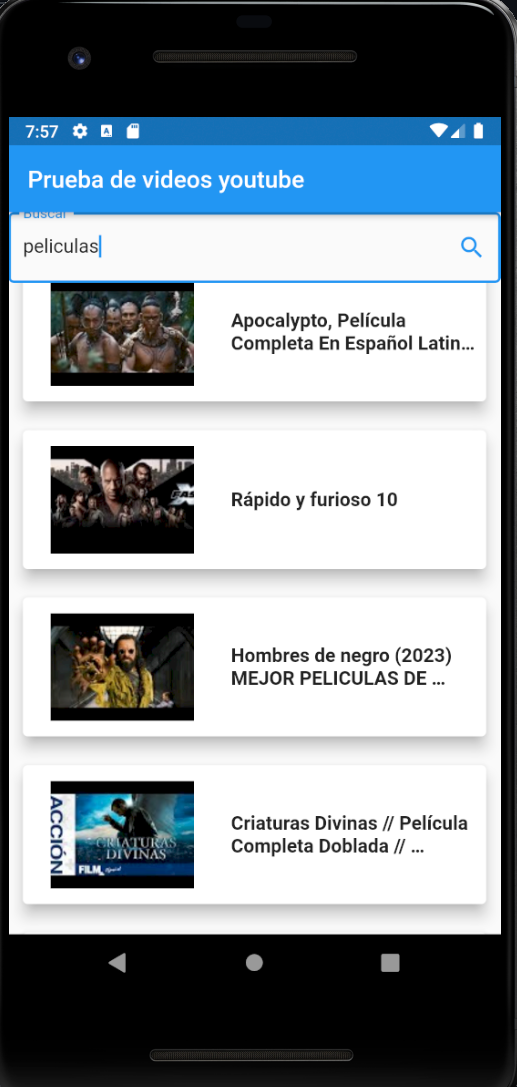 7:57
Prueba de videos youtube
Buscar
peliculas
Apocalypto, Película
Completa En Español Latin…
Rápido y furioso 10
Hombres de negro (2023)
MEJOR PELICULAS DE …
ACCIÓN
CRIATURAS
DIVINAS
FILM
Criaturas Divinas // Película
Completa Doblada // …